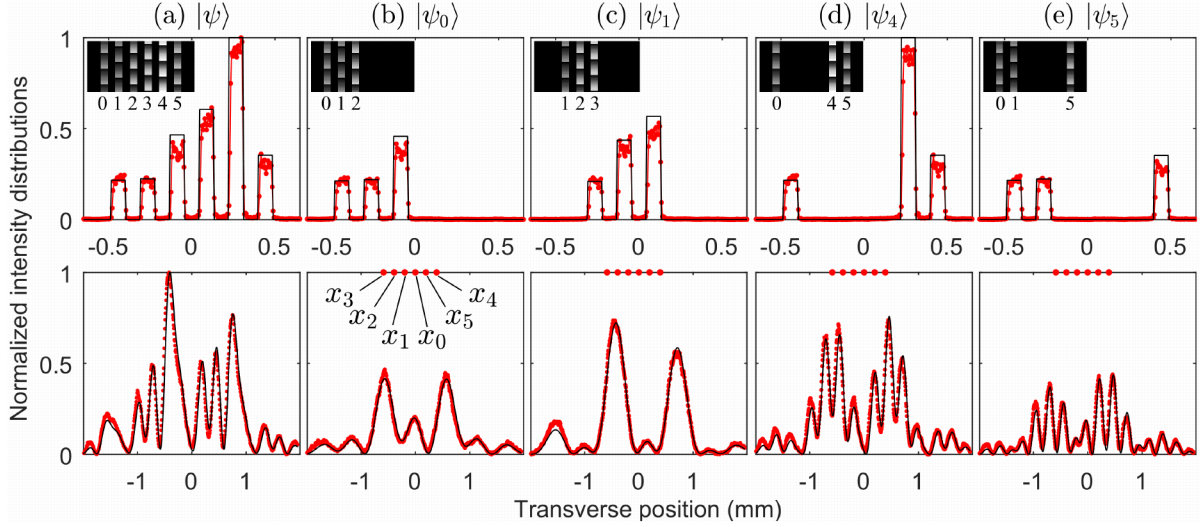 (a) |ψ⟩ (b) |ψ₀⟩ (c) |ψ₁⟩ (d) |ψ₄⟩ (e) |ψ₅⟩
Normalized intensity distributions
1
0.5
0
0 1 2 3 4 5
0 1 2
1 2 3
0 4 5
0 1 5
-0.5 0 0.5 -0.5 0 0.5 -0.5 0 0.5 -0.5 0 0.5 -0.5 0 0.5
1
0.5
0
x₃ x₂ x₁ x₀ x₅ x₄
-1 0 1 -1 0 1 -1 0 1 -1 0 1 -1 0 1
Transverse position (mm)